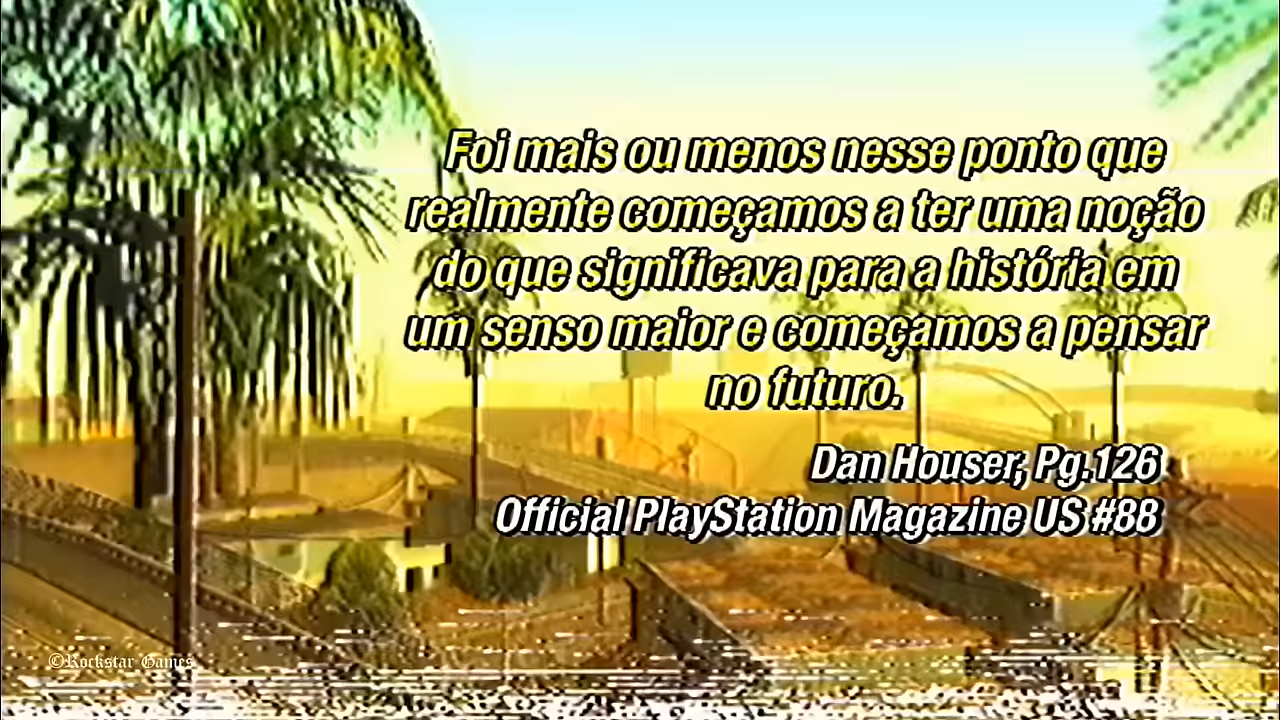 Foi mais ou menos nesse ponto que
realmente começamos a ter uma noção
do que significava para a história em
um senso maior e começamos a pensar
no futuro.
Dan Houser, Pg.126
Official PlayStation Magazine US #88
©Rockstar Games